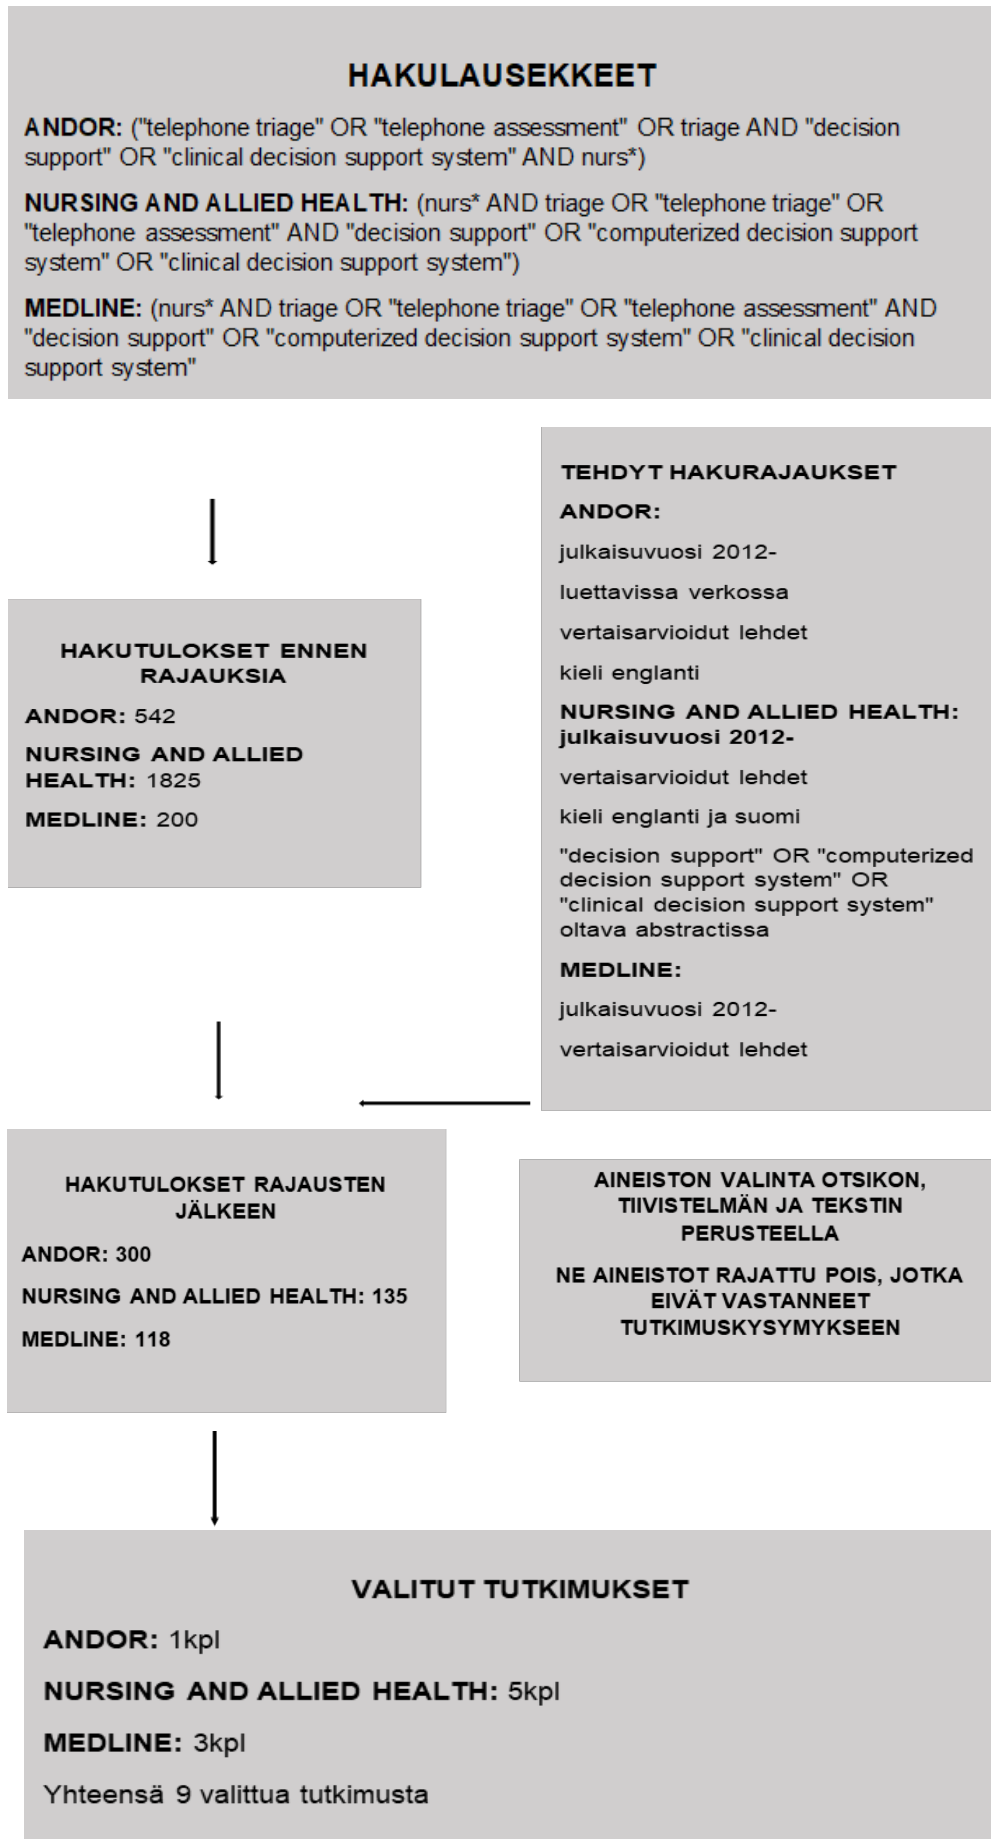 HAKULAUSEKKEET
ANDOR: ("telephone triage" OR "telephone assessment" OR triage AND "decision
support" OR "clinical decision support system" AND nurs*)
NURSING AND ALLIED HEALTH: (nurs* AND triage OR "telephone triage" OR
"telephone assessment" AND "decision support" OR "computerized decision support
system" OR "clinical decision support system")
MEDLINE: (nurs* AND triage OR "telephone triage" OR "telephone assessment" AND
"decision support" OR "computerized decision support system" OR "clinical decision
support system"
TEHDYT HAKURAJAUKSET
ANDOR:
julkaisuvuosi 2012-
luettavissa verkossa
vertaisarvioidut lehdet
kieli englanti
NURSING AND ALLIED HEALTH:
julkaisuvuosi 2012-
vertaisarvioidut lehdet
kieli englanti ja suomi
"decision support" OR "computerized
decision support system" OR
"clinical decision support system"
oltava abstractissa
MEDLINE:
julkaisuvuosi 2012-
vertaisarvioidut lehdet
HAKUTULOKSET ENNEN
RAJAUKSIA
ANDOR: 542
NURSING AND ALLIED
HEALTH: 1825
MEDLINE: 200
HAKUTULOKSET RAJAUSTEN
JÄLKEEN
ANDOR: 300
NURSING AND ALLIED HEALTH: 135
MEDLINE: 118
AINEISTON VALINTA OTSIKON,
TIIVISTELMÄN JA TEKSTIN
PERUSTEELLA
NE AINEISTOT RAJATTU POIS, JOTKA
EIVÄT VASTANNEET
TUTKIMUSKYSYMYKSEEN
VALITUT TUTKIMUKSET
ANDOR: 1kpl
NURSING AND ALLIED HEALTH: 5kpl
MEDLINE: 3kpl
Yhteensä 9 valittua tutkimusta